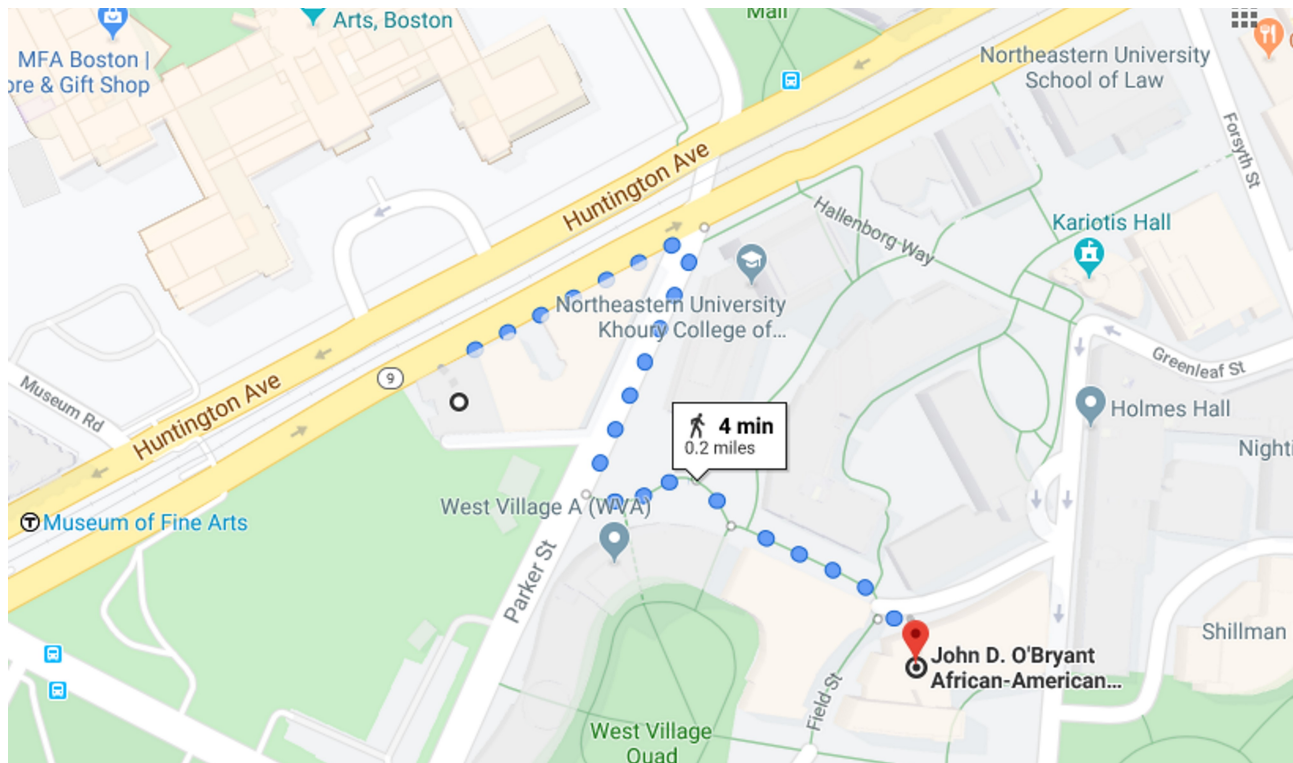 Mall
Arts, Boston
MFA Boston |
ore & Gift Shop
Northeastern University
School of Law
Forsyth St
Huntington Ave
Hallenborg Way
Kariotis Hall
Northeastern University
Khoury College of...
Greenleaf St
Museum Rd
9
Huntington Ave
Holmes Hall
4 min
0.2 miles
Nighti
West Village A (WVA)
T Museum of Fine Arts
Parker St
Shillman
John D. O'Bryant
African-American...
Field St
West Village
Quad